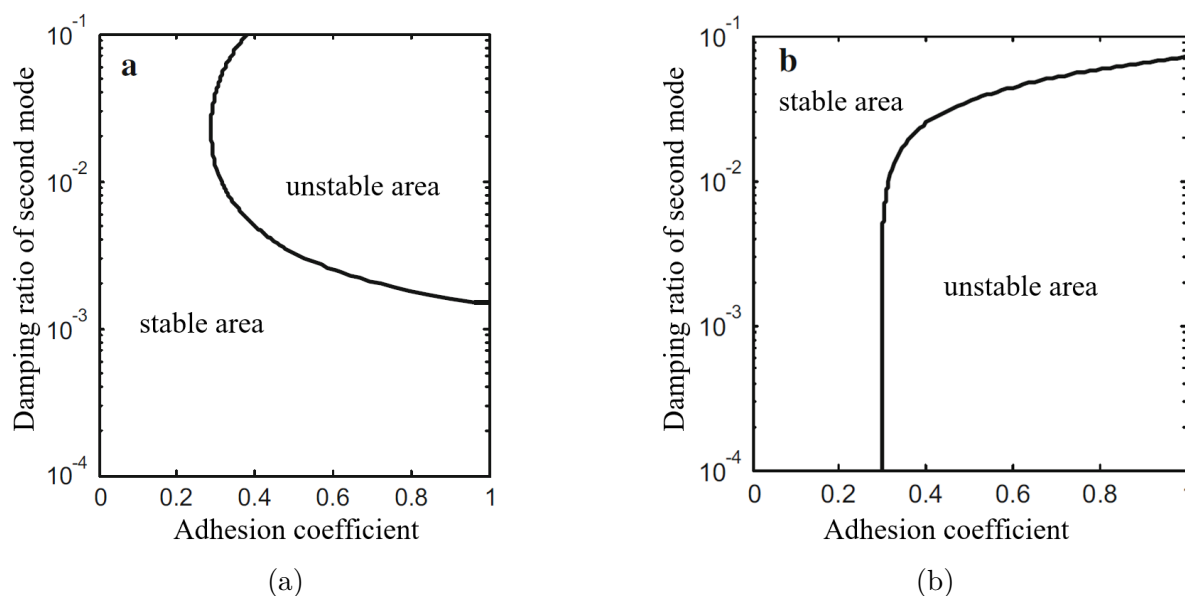 Damping ratio of second mode
10^-1
10^-2
10^-3
10^-4
a
unstable area
stable area
0 0.2 0.4 0.6 0.8 1
Adhesion coefficient
(a)
Damping ratio of second mode
10^-1
10^-2
10^-3
10^-4
b
stable area
unstable area
0 0.2 0.4 0.6 0.8 1
Adhesion coefficient
(b)